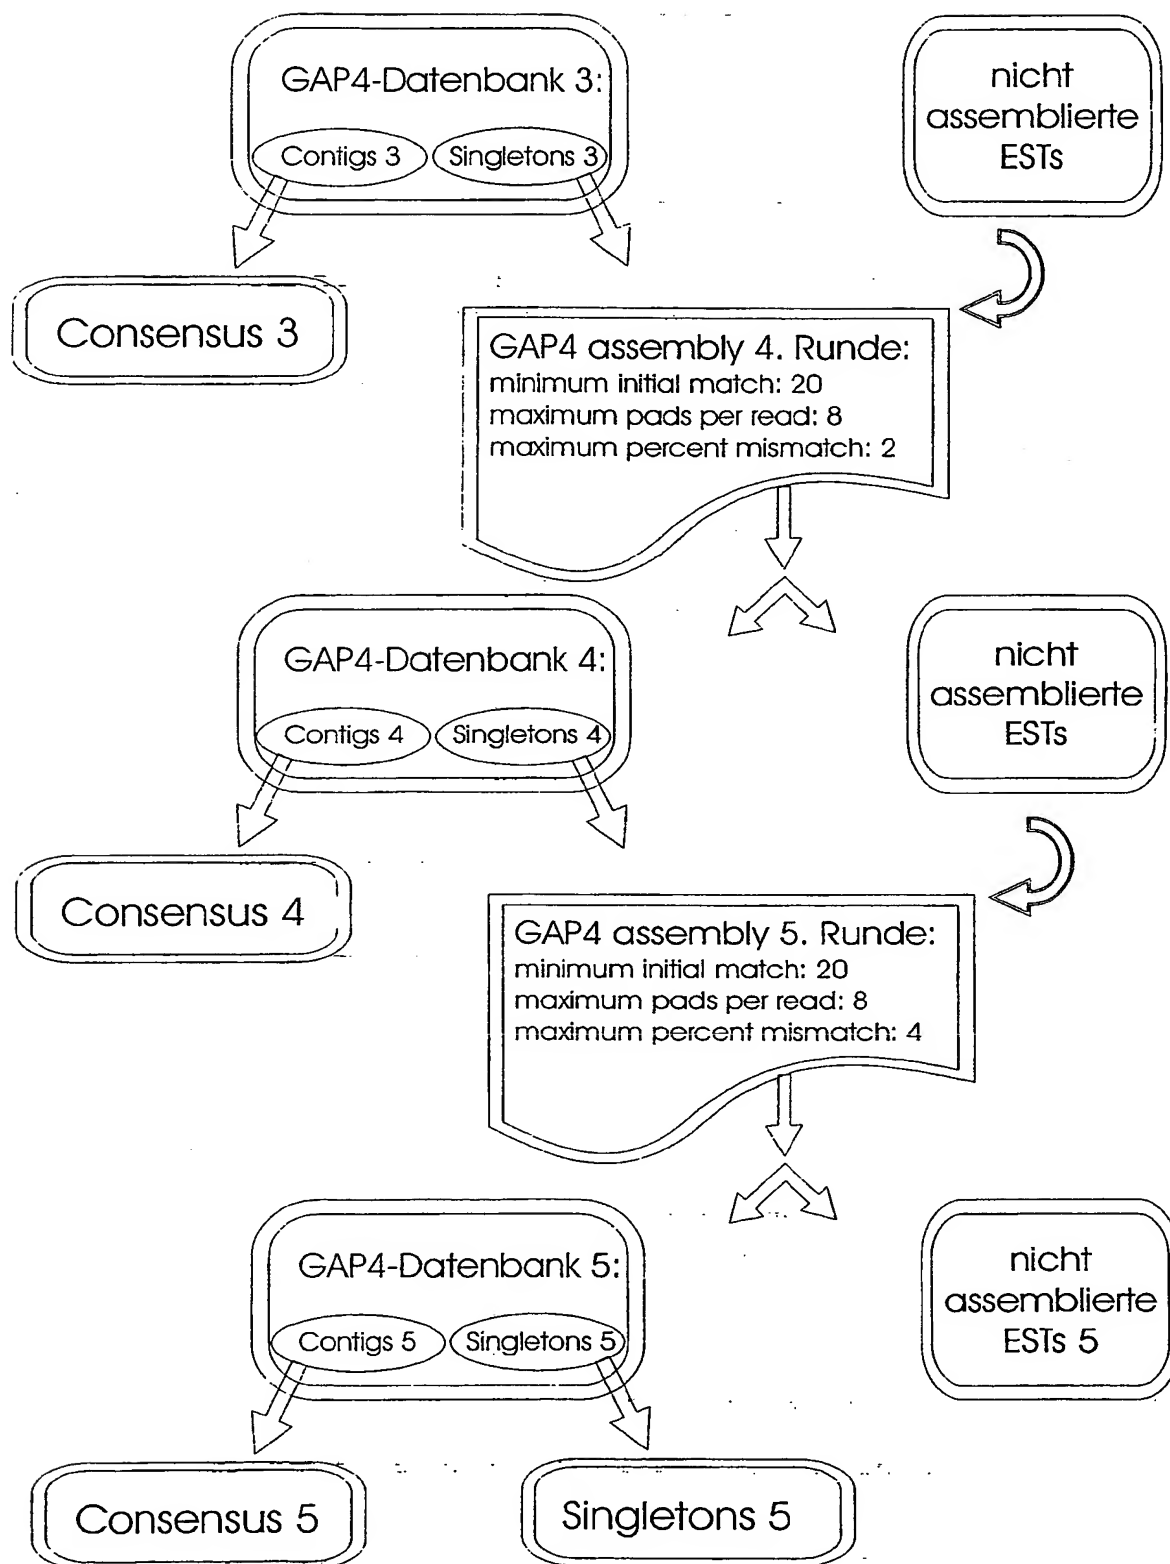 GAP4-Datenbank 3:
Contigs 3
Singletons 3
nicht
assemblierte
ESTs
Consensus 3
GAP4 assembly 4. Runde:
minimum initial match: 20
maximum pads per read: 8
maximum percent mismatch: 2
GAP4-Datenbank 4:
Contigs 4
Singletons 4
nicht
assemblierte
ESTs
Consensus 4
GAP4 assembly 5. Runde:
minimum initial match: 20
maximum pads per read: 8
maximum percent mismatch: 4
GAP4-Datenbank 5:
Contigs 5
Singletons 5
nicht
assemblierte
ESTs 5
Consensus 5
Singletons 5